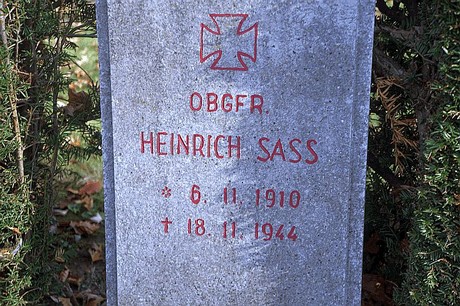 OBGFR.
HEINRICH SASS
* 6. 11. 1910
† 18. 11. 1944